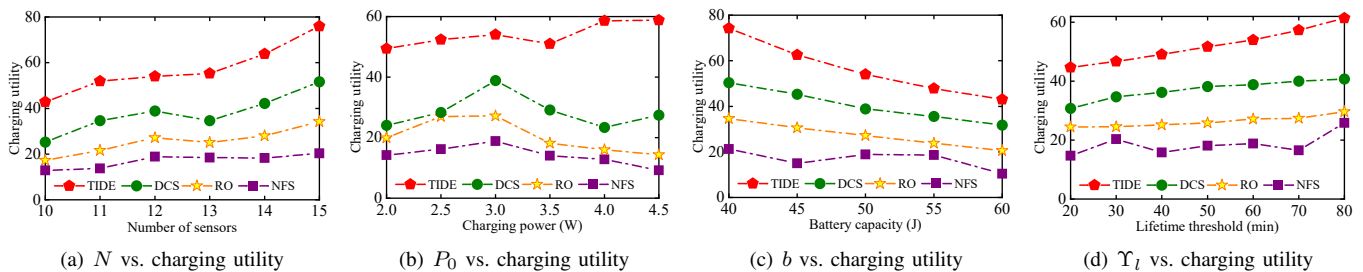 Charging utility
80
60
40
20
0
TIDE DCS RO NFS
10 11 12 13 14 15
Number of sensors
(a) N vs. charging utility
Charging utility
60
40
20
0
TIDE DCS RO NFS
2.0 2.5 3.0 3.5 4.0 4.5
Charging power (W)
(b) P₀ vs. charging utility
Charging utility
80
60
40
20
0
TIDE DCS RO NFS
40 45 50 55 60
Battery capacity (J)
(c) b vs. charging utility
Charging utility
60
40
20
0
TIDE DCS RO NFS
20 30 40 50 60 70 80
Lifetime threshold (min)
(d) ϒₗ vs. charging utility